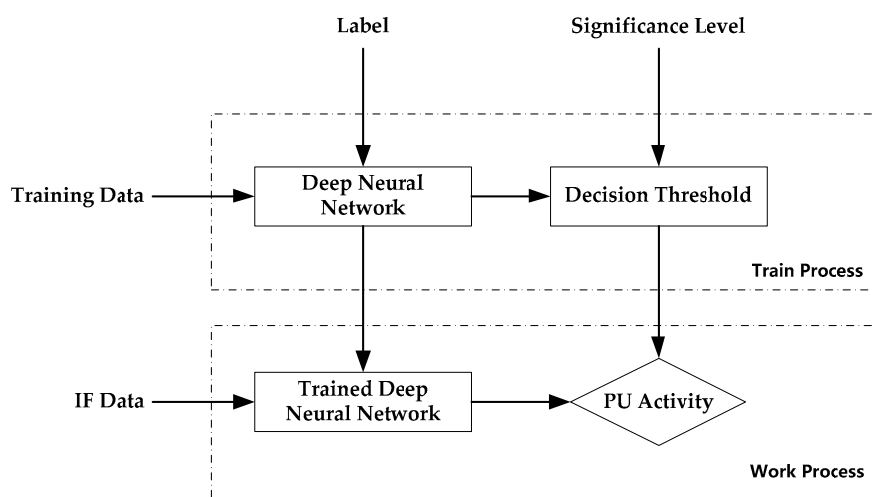 Label
Significance Level
Training Data
Deep Neural
Network
Decision Threshold
Train Process
IF Data
Trained Deep
Neural Network
PU Activity
Work Process